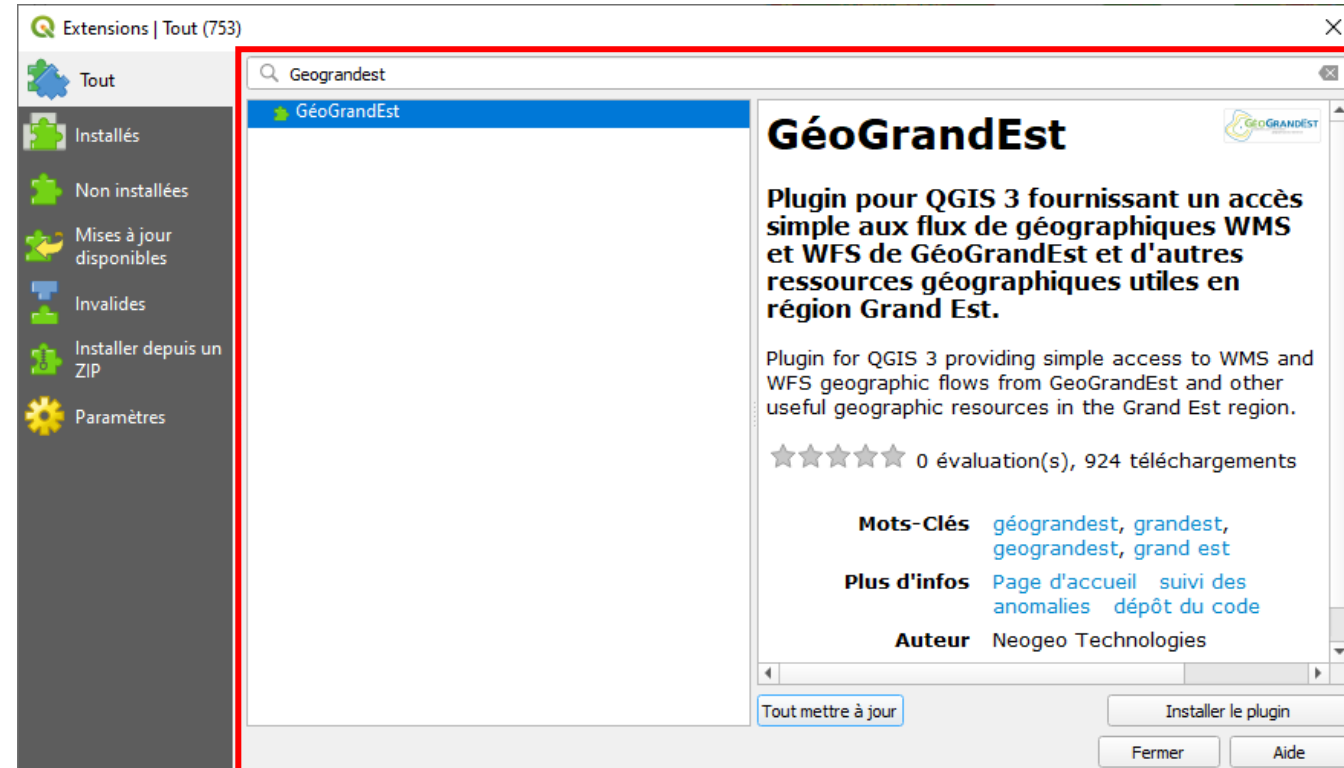 Extensions | Tout (753)
Tout
Installés
Non installées
Mises à jour
disponibles
Invalides
Installer depuis un
ZIP
Paramètres
Geograndest
GéoGrandEst
GéoGrandEst
GÉOGRANDEST
Plugin pour QGIS 3 fournissant un accès
simple aux flux de géographiques WMS
et WFS de GéoGrandEst et d'autres
ressources géographiques utiles en
région Grand Est.
Plugin for QGIS 3 providing simple access to WMS and
WFS geographic flows from GeoGrandEst and other
useful geographic resources in the Grand Est region.
0 évaluation(s), 924 téléchargements
Mots-Clés géograndest, grandest,
geograndest, grand est
Plus d'infos Page d'accueil suivi des
anomalies dépôt du code
Auteur Neogeo Technologies
Tout mettre à jour
Installer le plugin
Fermer
Aide